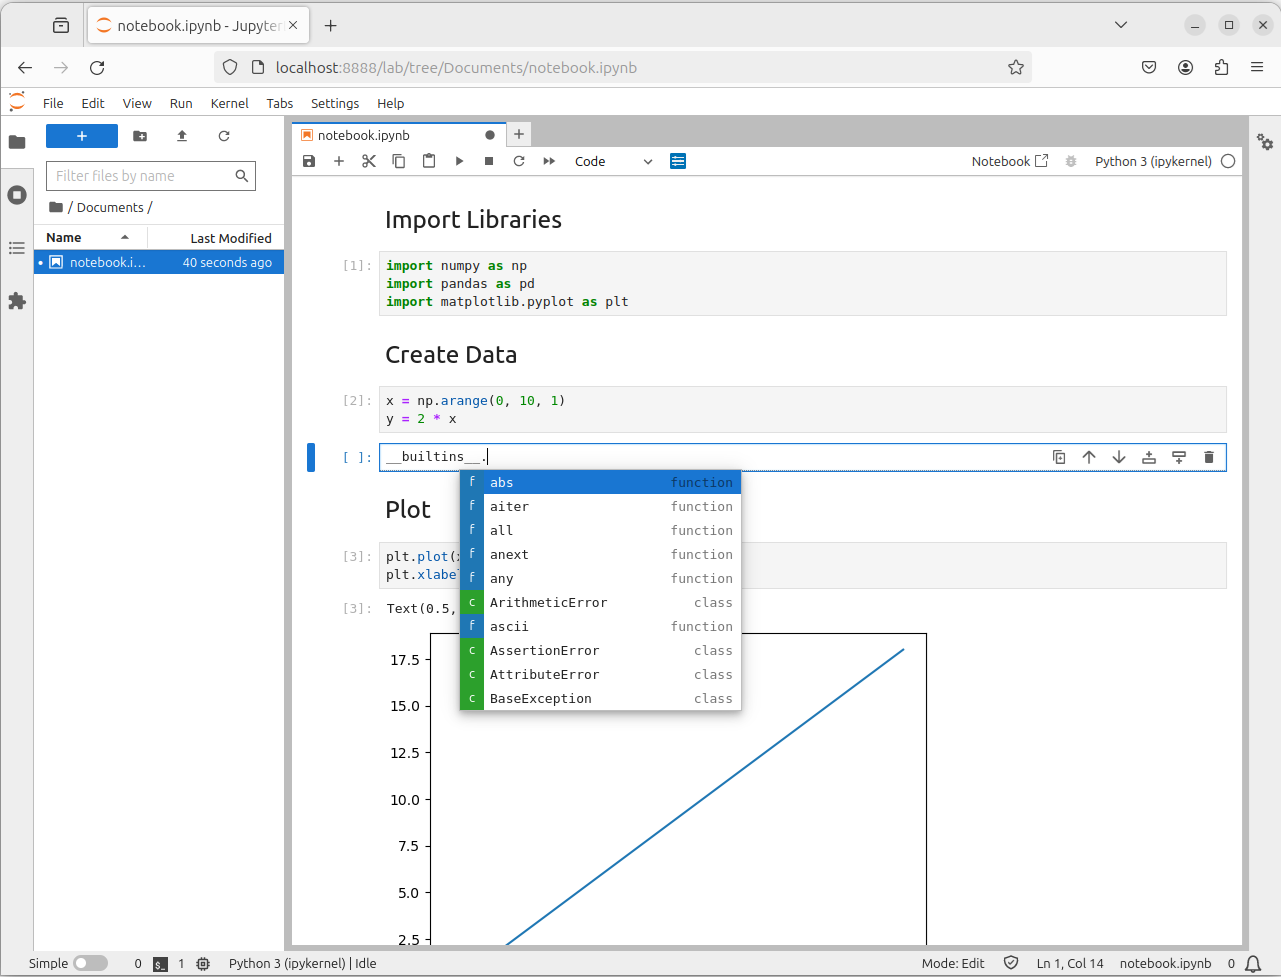 notebook.ipynb - Jupyter
localhost:8888/lab/tree/Documents/notebook.ipynb
File Edit View Run Kernel Tabs Settings Help
+
Filter files by name
/ Documents /
Name Last Modified
notebook.i… 40 seconds ago
notebook.ipynb
Code Notebook Python 3 (ipykernel)
Import Libraries
[1]: import numpy as np
import pandas as pd
import matplotlib.pyplot as plt
Create Data
[2]: x = np.arange(0, 10, 1)
y = 2 * x
[ ]: __builtins__.
f abs function
f aiter function
f all function
f anext function
f any function
c ArithmeticError class
f ascii function
c AssertionError class
c AttributeError class
c BaseException class
Plot
[3]: plt.plot(
plt.xlabe
[3]: Text(0.5,
17.5
15.0
12.5
10.0
7.5
5.0
2.5
Simple 0 $_ 1 Python 3 (ipykernel) | Idle Mode: Edit Ln 1, Col 14 notebook.ipynb 0